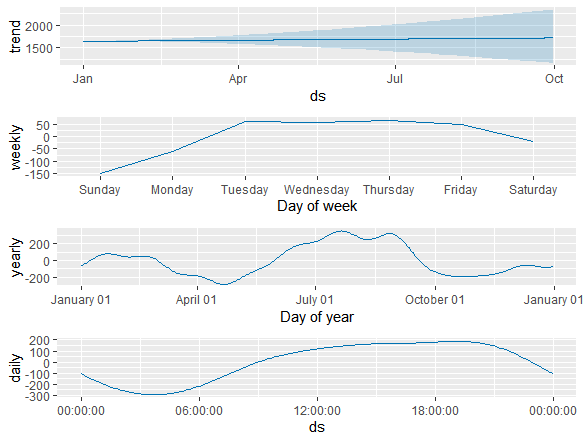 trend
2000
1500
Jan Apr Jul Oct
ds
weekly
50
0
-50
-100
-150
Sunday Monday Tuesday Wednesday Thursday Friday Saturday
Day of week
yearly
200
0
-200
January 01 April 01 July 01 October 01 January 01
Day of year
daily
200
100
0
-100
-200
-300
00:00:00 06:00:00 12:00:00 18:00:00 00:00:00
ds